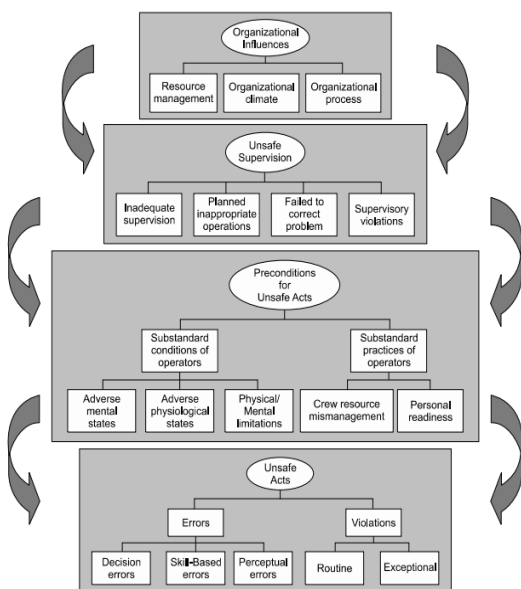 Organizational
Influences
Resource
management
Organizational
climate
Organizational
process
Unsafe
Supervision
Inadequate
supervision
Planned
inappropriate
operations
Failed to
correct
problem
Supervisory
violations
Preconditions
for
Unsafe Acts
Substandard
conditions of
operators
Substandard
practices of
operators
Adverse
mental
states
Adverse
physiological
states
Physical/
Mental
limitations
Crew resource
mismanagement
Personal
readiness
Unsafe
Acts
Errors
Violations
Decision
errors
Skill-Based
errors
Perceptual
errors
Routine
Exceptional